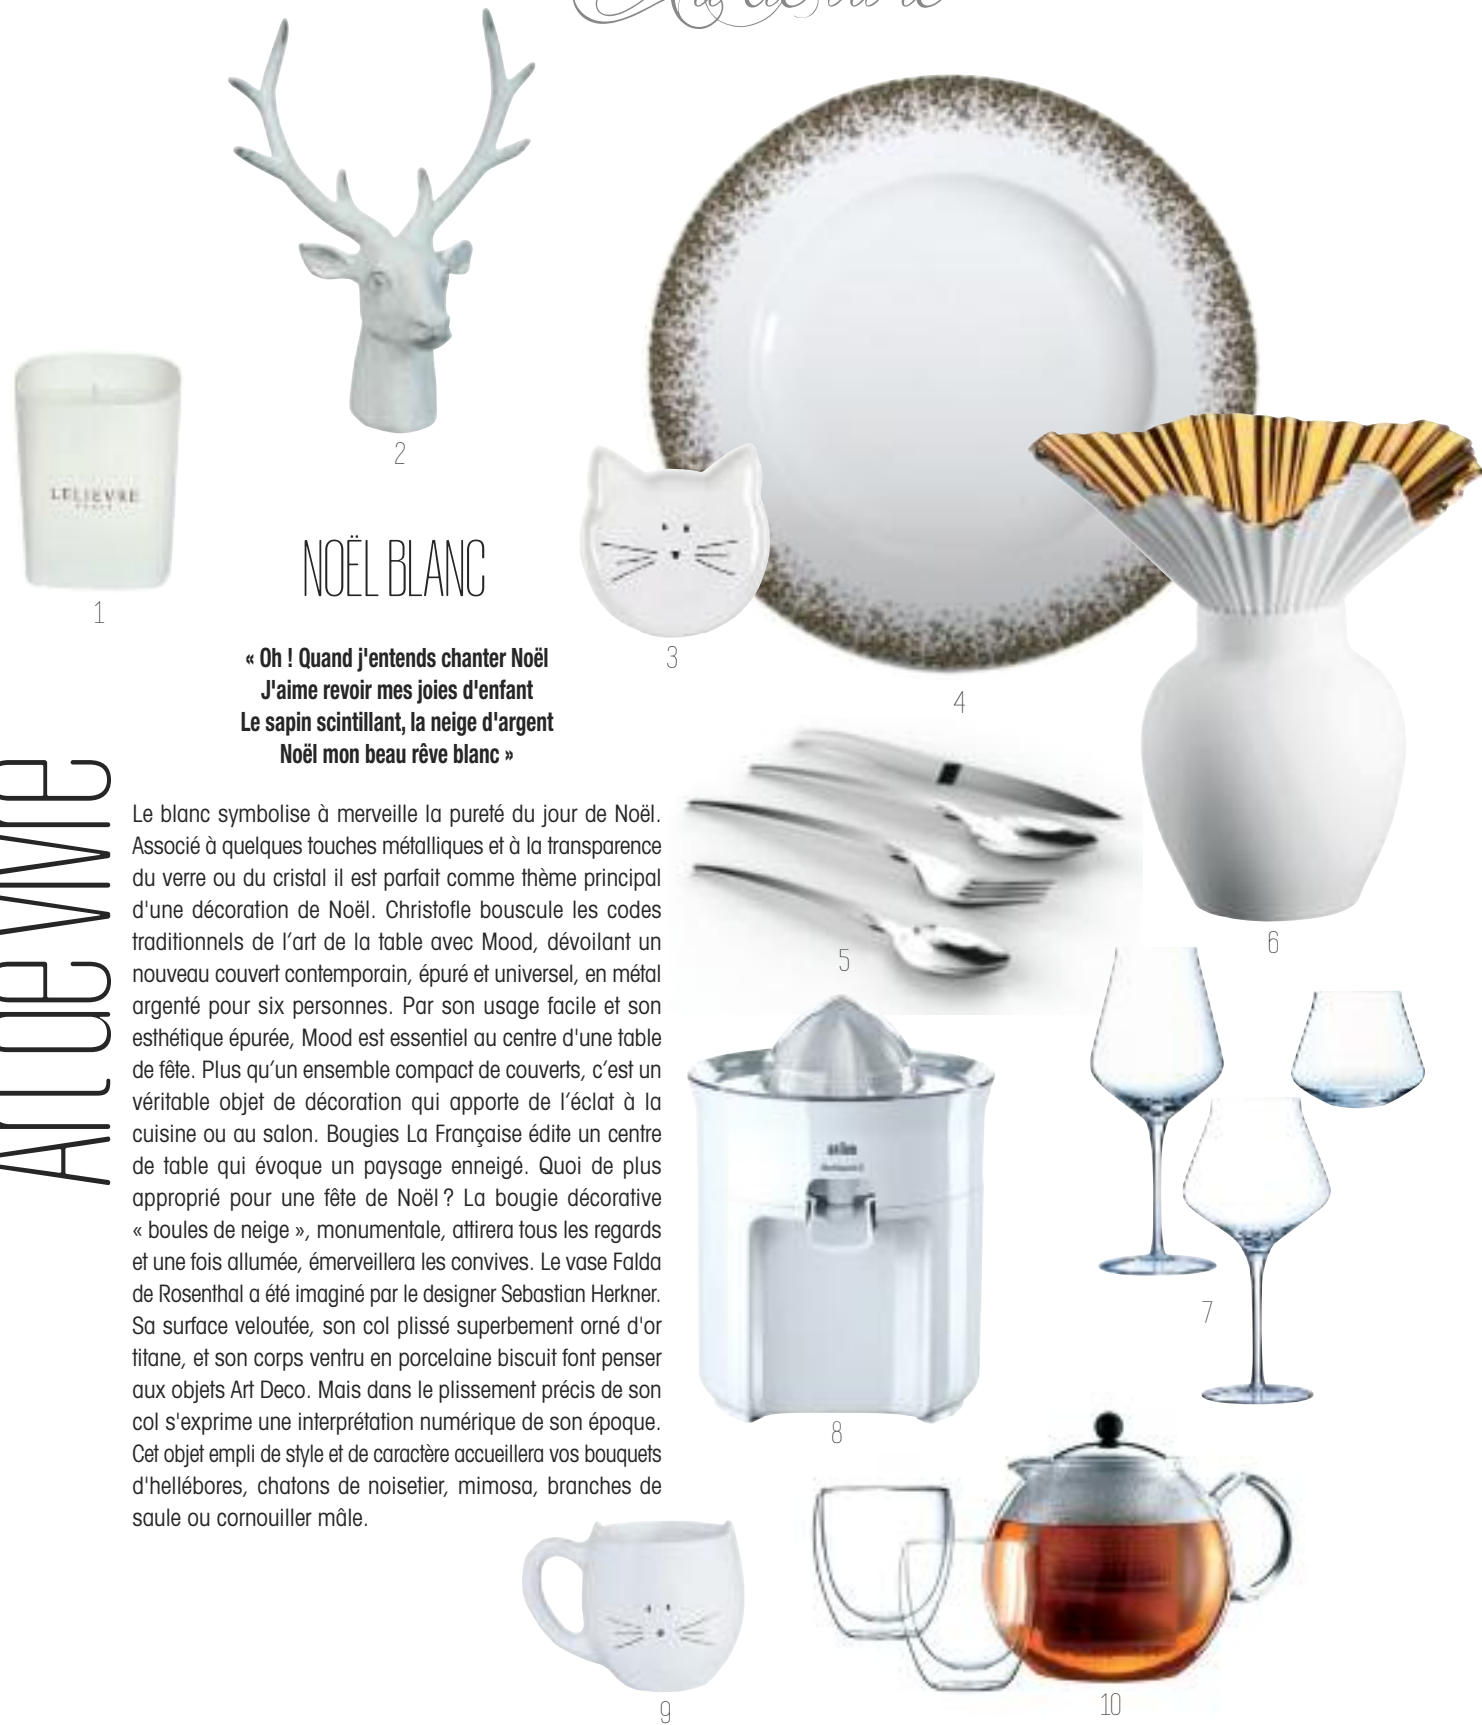 Art de vivre
LELIEVRE
PARIS
1
2
3
4
NOËL BLANC
« Oh ! Quand j'entends chanter Noël
J'aime revoir mes joies d'enfant
Le sapin scintillant, la neige d'argent
Noël mon beau rêve blanc »
Art de vivre
Le blanc symbolise à merveille la pureté du jour de Noël.
Associé à quelques touches métalliques et à la transparence
du verre ou du cristal il est parfait comme thème principal
d'une décoration de Noël. Christofle bouscule les codes
traditionnels de l’art de la table avec Mood, dévoilant un
nouveau couvert contemporain, épuré et universel, en métal
argenté pour six personnes. Par son usage facile et son
esthétique épurée, Mood est essentiel au centre d'une table
de fête. Plus qu’un ensemble compact de couverts, c’est un
véritable objet de décoration qui apporte de l’éclat à la
cuisine ou au salon. Bougies La Française édite un centre
de table qui évoque un paysage enneigé. Quoi de plus
approprié pour une fête de Noël ? La bougie décorative
« boules de neige », monumentale, attirera tous les regards
et une fois allumée, émerveillera les convives. Le vase Falda
de Rosenthal a été imaginé par le designer Sebastian Herkner.
Sa surface veloutée, son col plissé superbement orné d'or
titane, et son corps ventru en porcelaine biscuit font penser
aux objets Art Deco. Mais dans le plissement précis de son
col s'exprime une interprétation numérique de son époque.
Cet objet empli de style et de caractère accueillera vos bouquets
d'hellébores, chatons de noisetier, mimosa, branches de
saule ou cornouiller mâle.
5
6
7
BRAUN
8
9
10